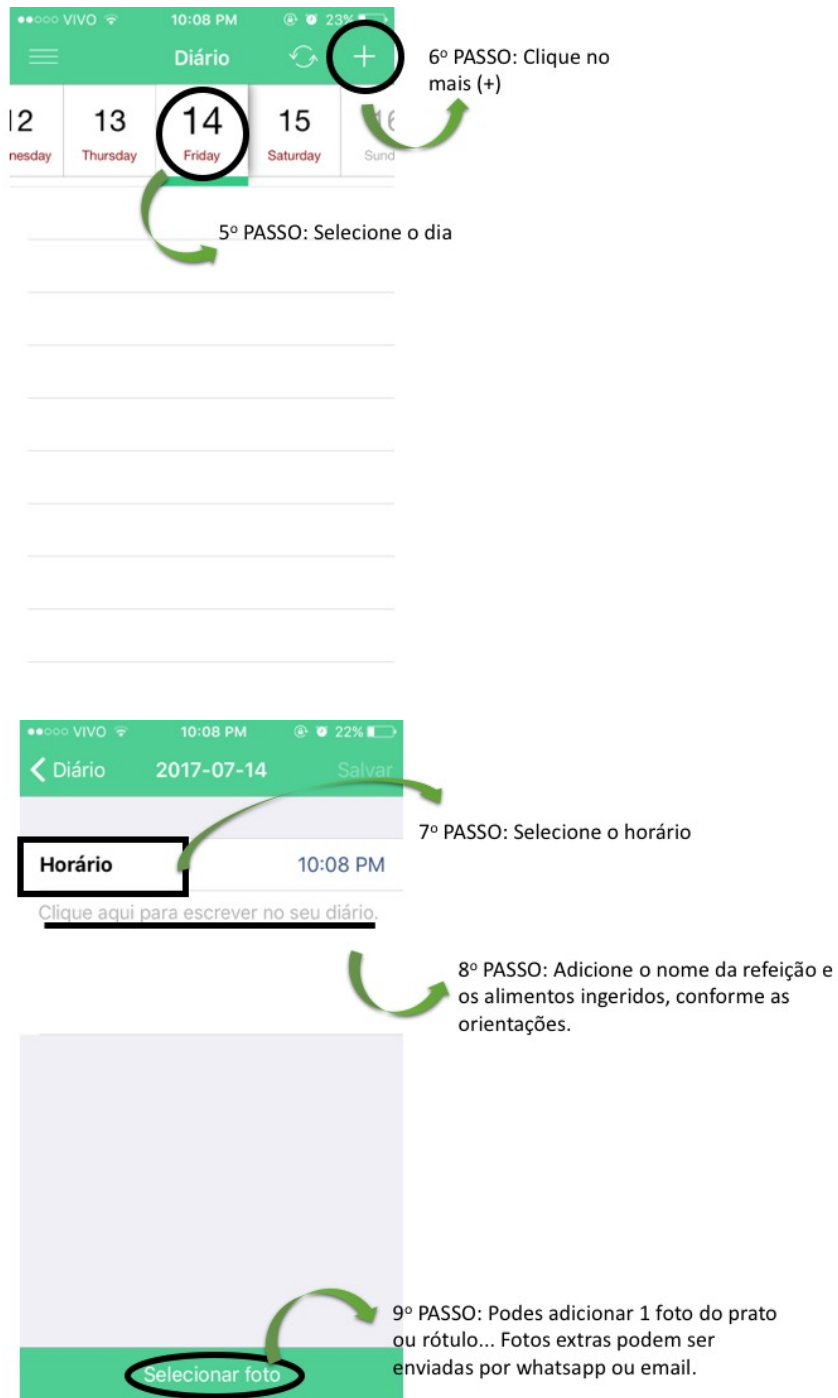 VIVO 10:08 PM 23%
Diário
6º PASSO: Clique no
mais (+)
12 13 14 15 16
nesday Thursday Friday Saturday Sund
5º PASSO: Selecione o dia
VIVO 10:08 PM 22%
Diário 2017-07-14 Salvar
7º PASSO: Selecione o horário
Horário 10:08 PM
Clique aqui para escrever no seu diário.
8º PASSO: Adicione o nome da refeição e
os alimentos ingeridos, conforme as
orientações.
9º PASSO: Podes adicionar 1 foto do prato
ou rótulo... Fotos extras podem ser
enviadas por whatsapp ou email.
Selecionar foto